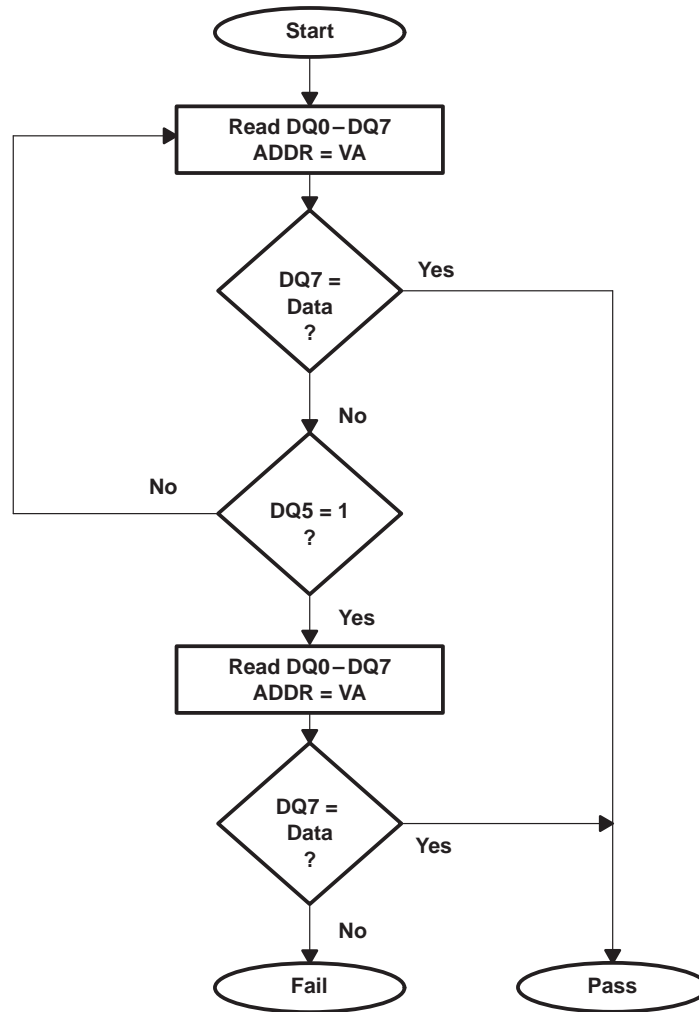 Start
Read DQ0–DQ7
ADDR = VA
DQ7 =
Data
?
Yes
No
DQ5 = 1
?
No
Yes
Read DQ0–DQ7
ADDR = VA
DQ7 =
Data
?
Yes
No
Fail
Pass